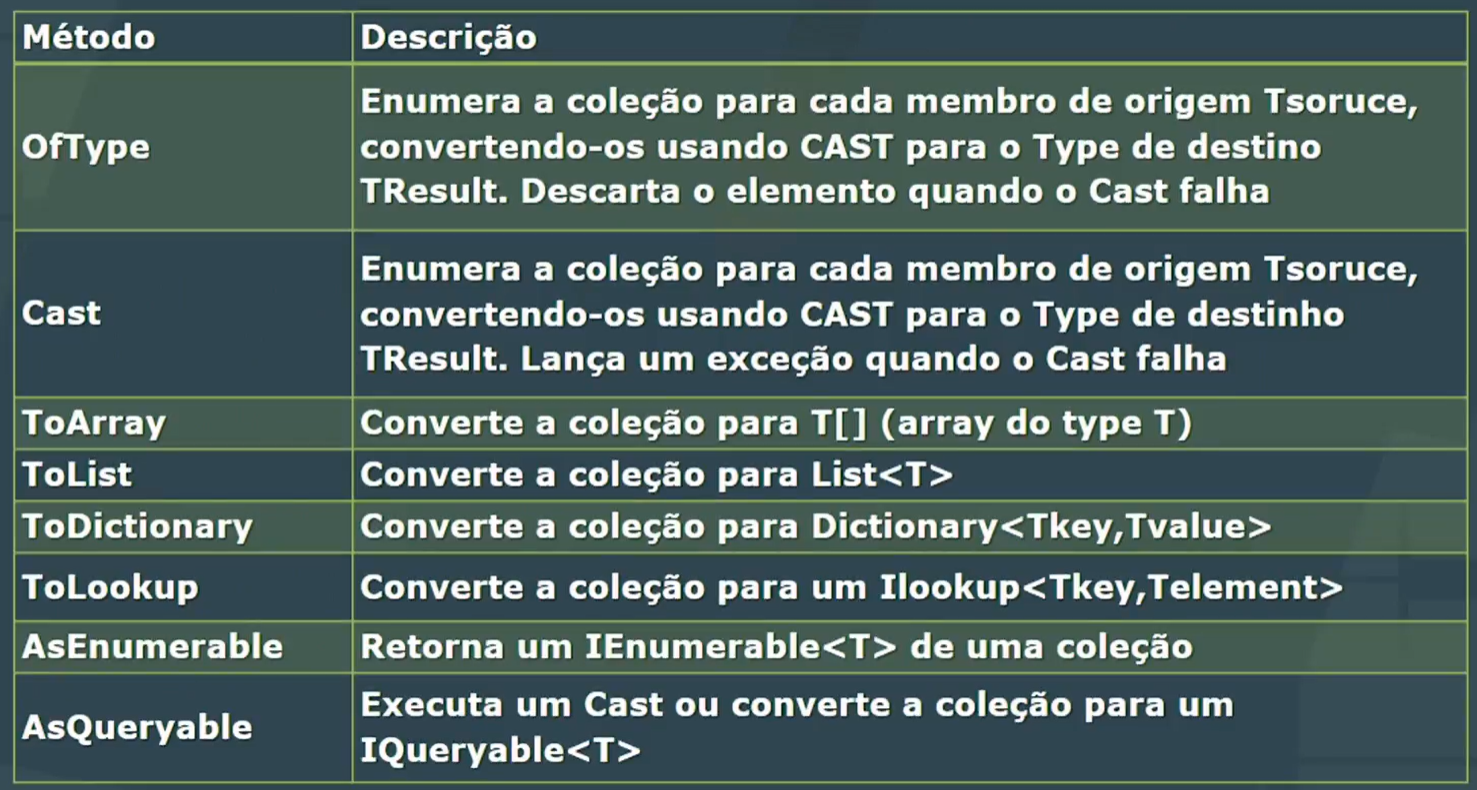 Método
Descrição
OfType
Enumera a coleção para cada membro de origem Tsoruce,
convertendo-os usando CAST para o Type de destino
TResult. Descarta o elemento quando o Cast falha
Cast
Enumera a coleção para cada membro de origem Tsoruce,
convertendo-os usando CAST para o Type de destinho
TResult. Lança um exceção quando o Cast falha
ToArray
Converte a coleção para T[] (array do type T)
ToList
Converte a coleção para List<T>
ToDictionary
Converte a coleção para Dictionary<Tkey,Tvalue>
ToLookup
Converte a coleção para um Ilookup<Tkey,Telement>
AsEnumerable
Retorna um IEnumerable<T> de uma coleção
AsQueryable
Executa um Cast ou converte a coleção para um
IQueryable<T>